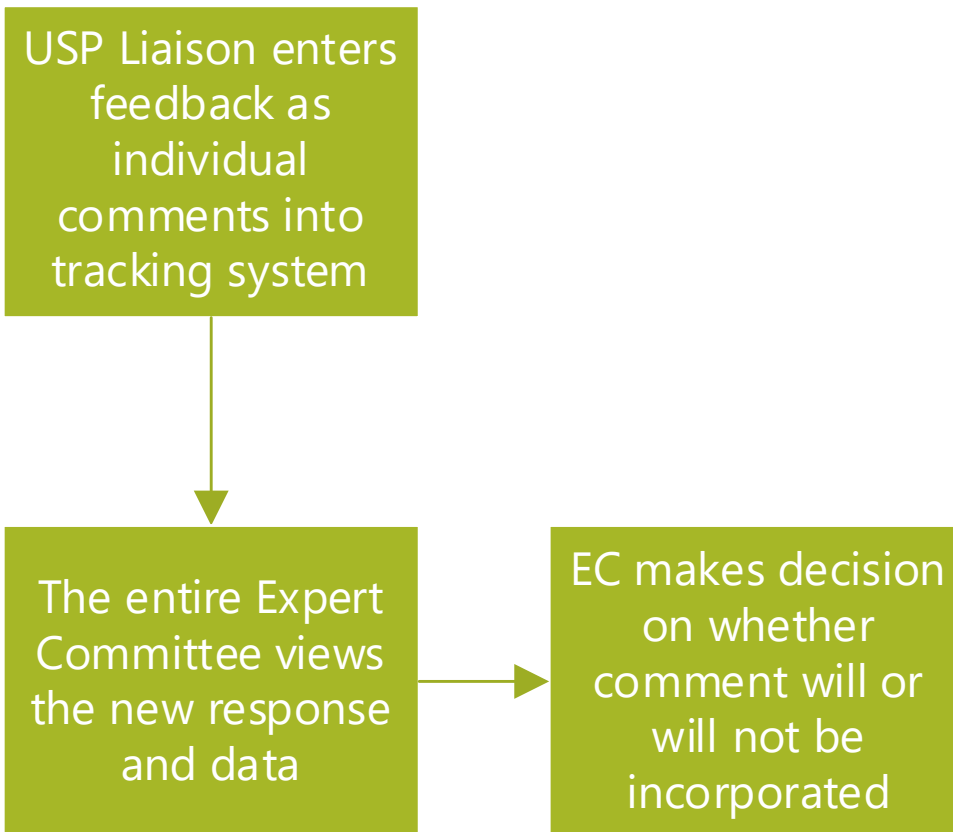 USP Liaison enters
feedback as
individual
comments into
tracking system
The entire Expert
Committee views
the new response
and data
EC makes decision
on whether
comment will or
will not be
incorporated